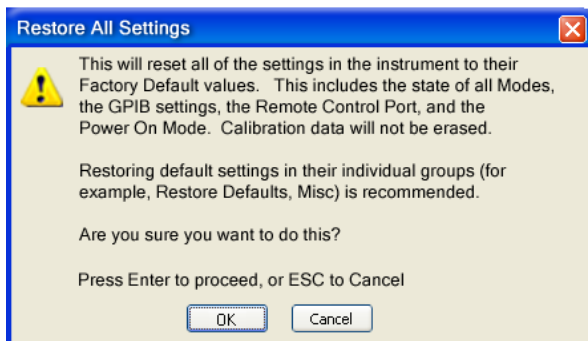 Restore All Settings
This will reset all of the settings in the instrument to their
Factory Default values. This includes the state of all Modes,
the GPIB settings, the Remote Control Port, and the
Power On Mode. Calibration data will not be erased.
Restoring default settings in their individual groups (for
example, Restore Defaults, Misc) is recommended.
Are you sure you want to do this?
Press Enter to proceed, or ESC to Cancel
OK
Cancel